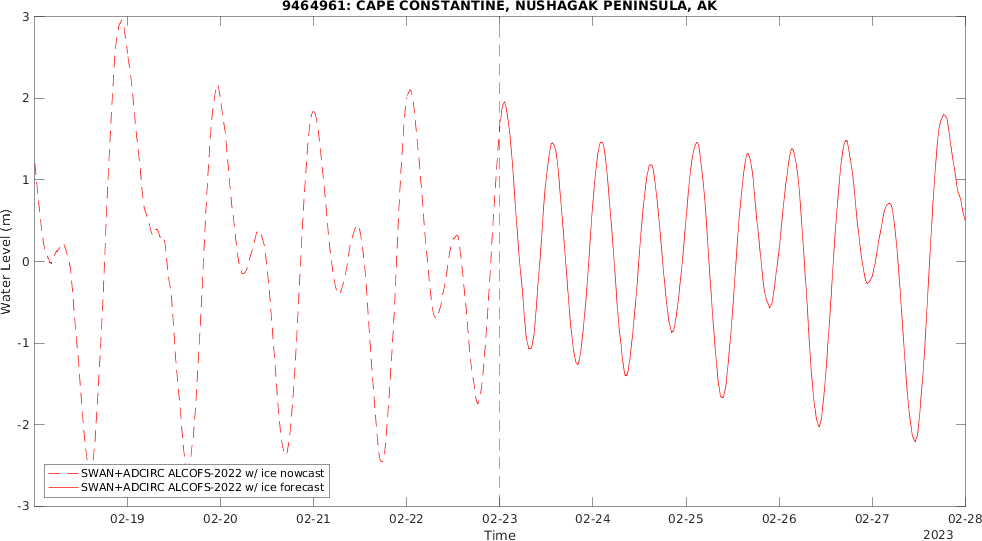 9464961: CAPE CONSTANTINE, NUSHAGAK PENINSULA, AK
3
2
1
0
-1
-2
-3
Water Level (m)
SWAN+ADCIRC ALCOFS-2022 w/ ice nowcast
SWAN+ADCIRC ALCOFS-2022 w/ ice forecast
02-19 02-20 02-21 02-22 02-23 02-24 02-25 02-26 02-27 02-28
Time
2023